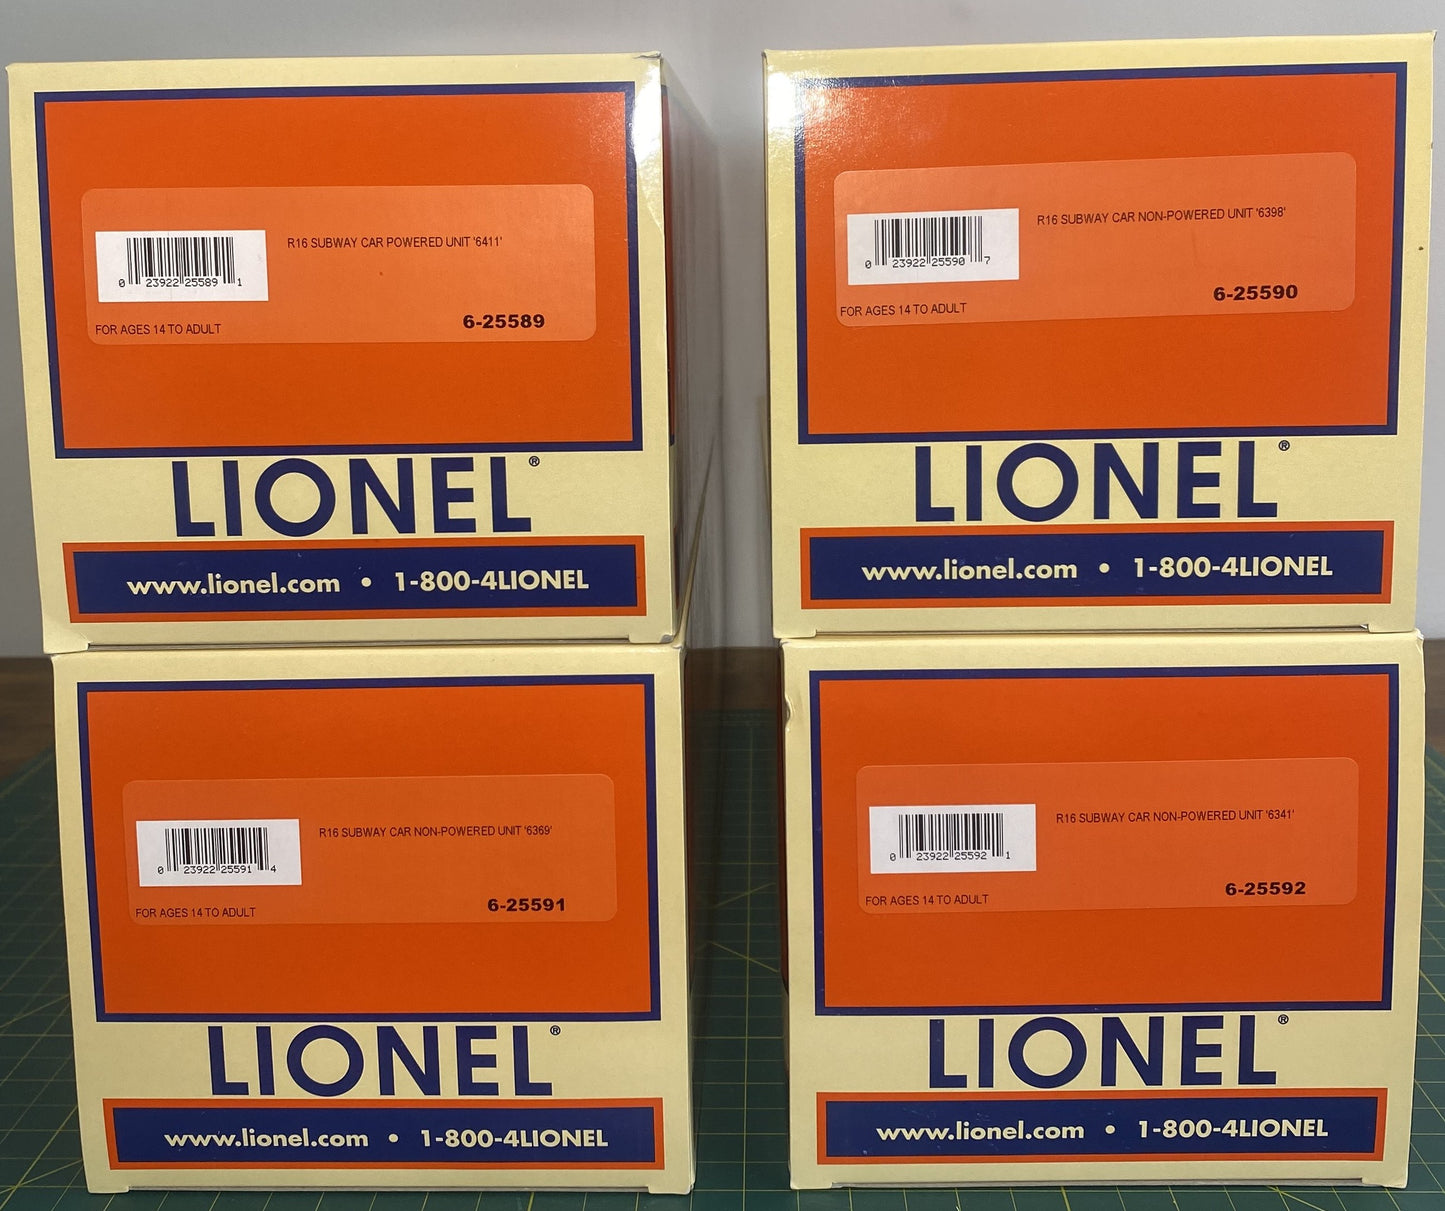 R16 SUBWAY CAR POWERED UNIT '6411'
0 23922 25589 1
FOR AGES 14 TO ADULT
6-25589
LIONEL®
www.lionel.com • 1-800-4LIONEL
R16 SUBWAY CAR NON-POWERED UNIT '6398'
0 23922 25590 7
FOR AGES 14 TO ADULT
6-25590
LIONEL®
www.lionel.com • 1-800-4LIONEL
R16 SUBWAY CAR NON-POWERED UNIT '6369'
0 23922 25591 4
FOR AGES 14 TO ADULT
6-25591
LIONEL®
www.lionel.com • 1-800-4LIONEL
R16 SUBWAY CAR NON-POWERED UNIT '6341'
0 23922 25592 1
FOR AGES 14 TO ADULT
6-25592
LIONEL®
www.lionel.com • 1-800-4LIONEL